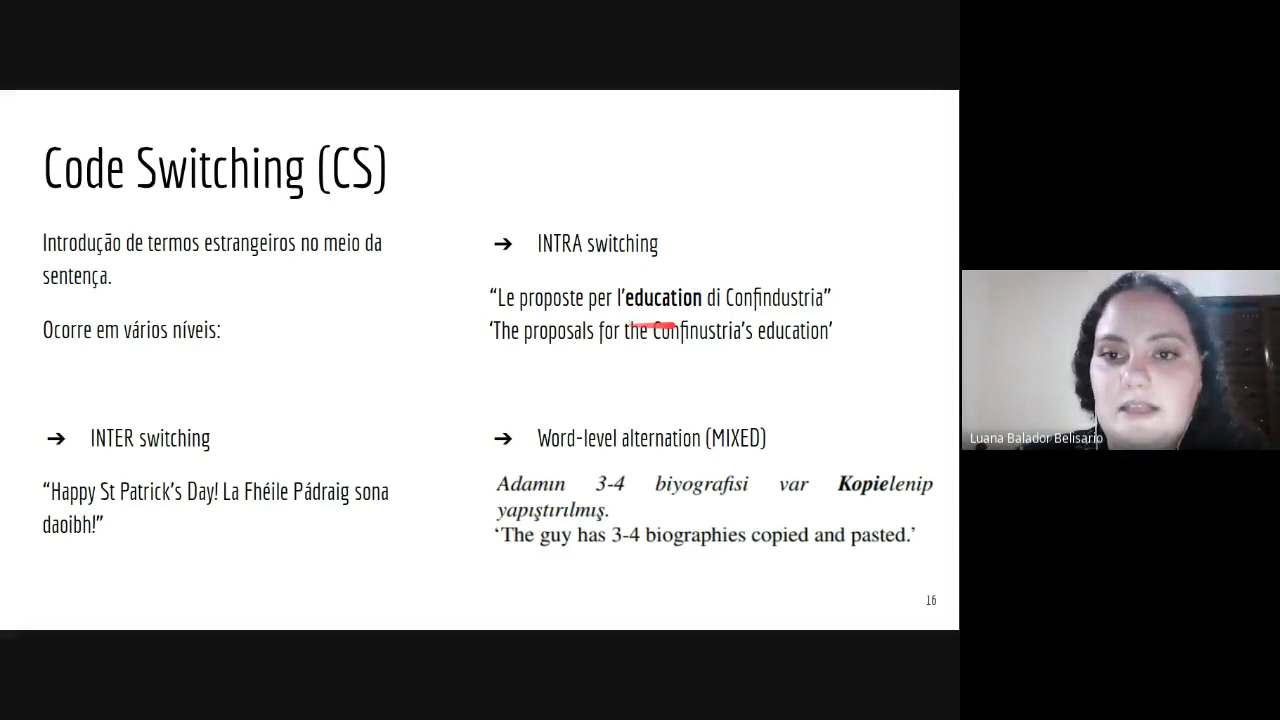 Code Switching (CS)
Introdução de termos estrangeiros no meio da
sentença.
Ocorre em vários níveis:
➔ INTER switching
“Happy St Patrick's Day! La Fhéile Pádraig sona
daoibh!”
➔ INTRA switching
“Le proposte per l'education di Confindustria”
‘The proposals for the Confinustria's education’
➔ Word-level alternation (MIXED)
Adamın 3-4 biyografisi var Kopielenip
yapıştırılmış.
‘The guy has 3-4 biographies copied and pasted.’
16
Luana Balador Belisario